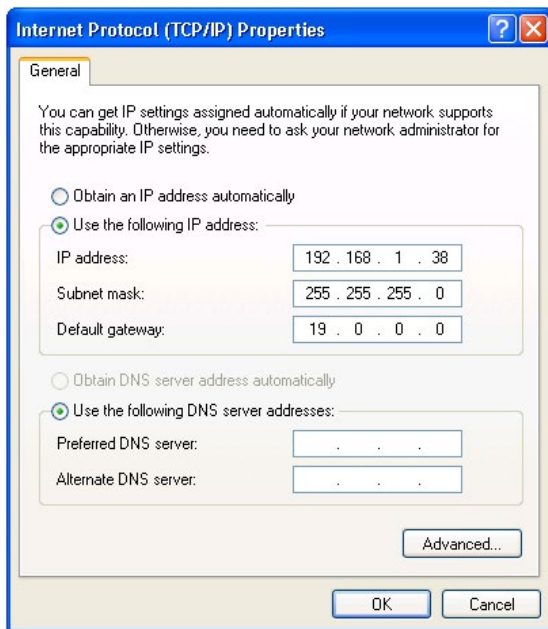 Internet Protocol (TCP/IP) Properties
General
You can get IP settings assigned automatically if your network supports
this capability. Otherwise, you need to ask your network administrator for
the appropriate IP settings.
Obtain an IP address automatically
Use the following IP address:
IP address: 192 . 168 . 1 . 38
Subnet mask: 255 . 255 . 255 . 0
Default gateway: 19 . 0 . 0 . 0
Obtain DNS server address automatically
Use the following DNS server addresses:
Preferred DNS server: . . .
Alternate DNS server: . . .
Advanced...
OK Cancel